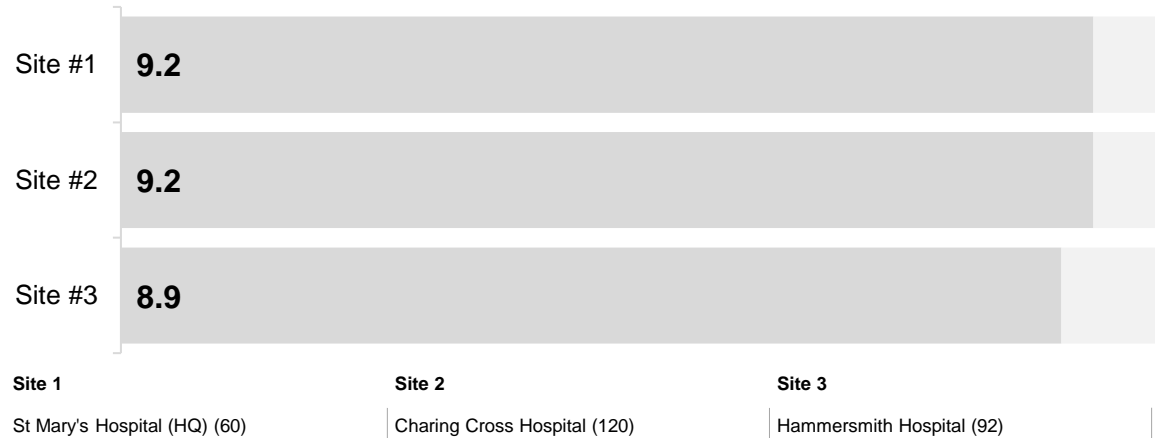 Site #1 9.2
Site #2 9.2
Site #3 8.9
Site 1 Site 2 Site 3
St Mary's Hospital (HQ) (60) Charing Cross Hospital (120) Hammersmith Hospital (92)